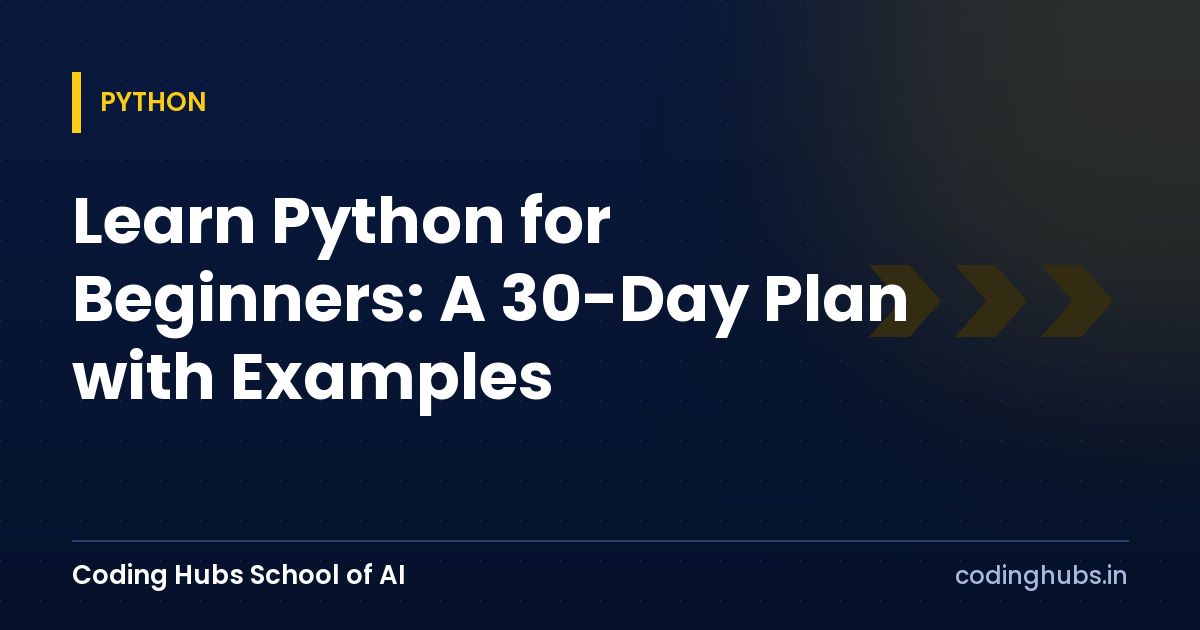 PYTHON
Learn Python for
Beginners: A 30-Day Plan
with Examples
Coding Hubs School of AI
codinghubs.in